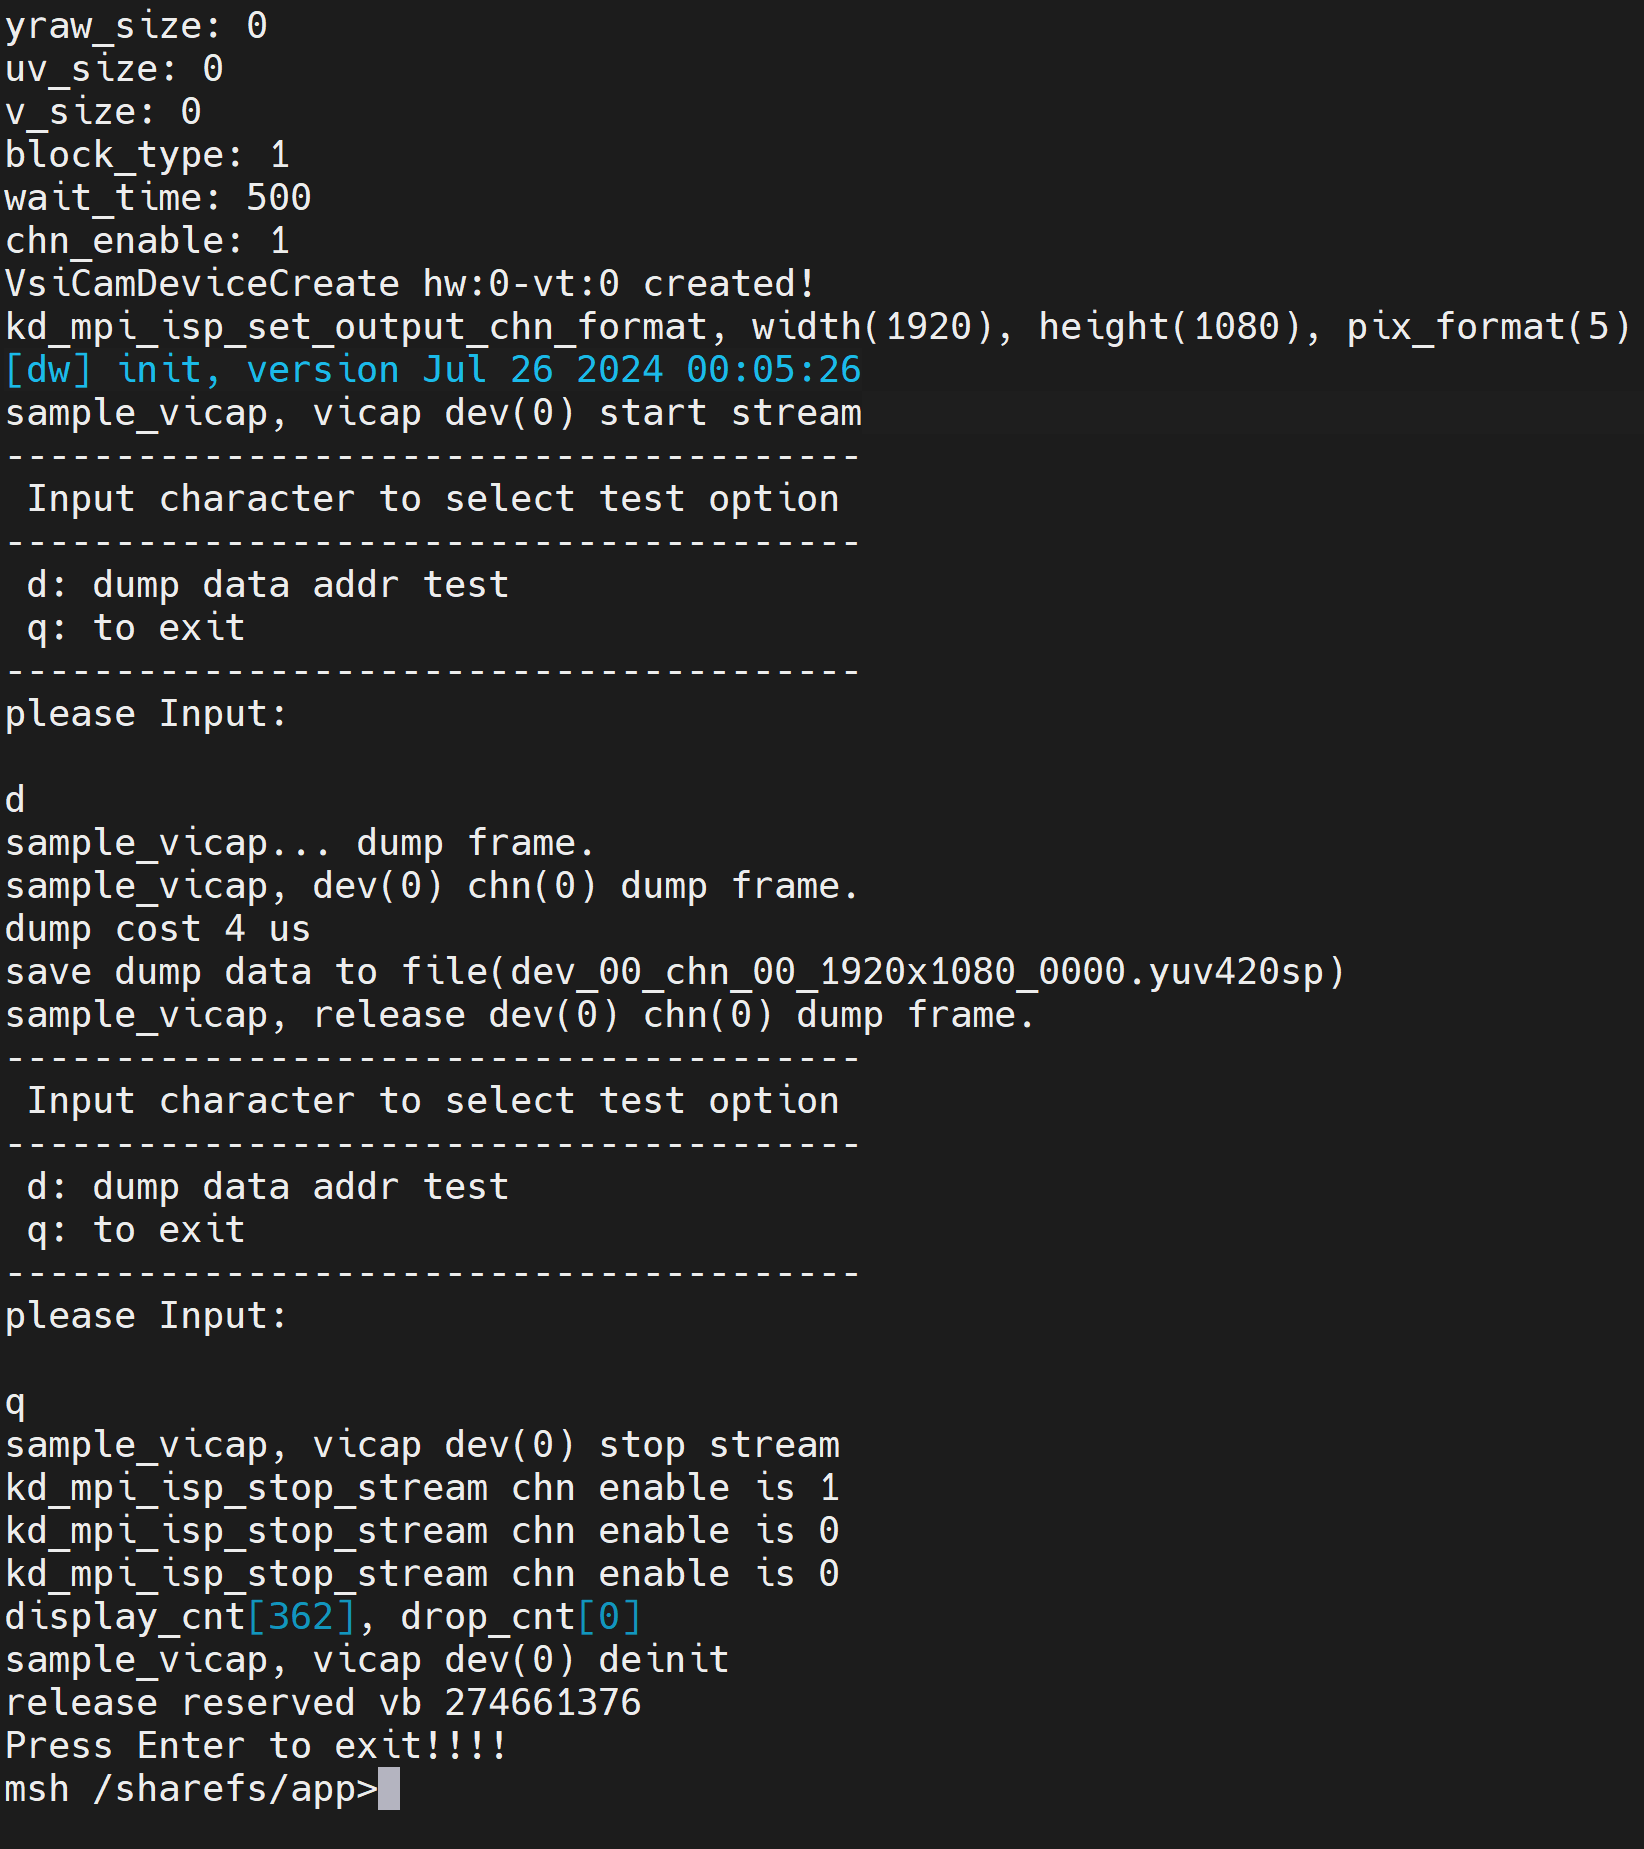 yraw_size: 0
uv_size: 0
v_size: 0
block_type: 1
wait_time: 500
chn_enable: 1
VsiCamDeviceCreate hw:0-vt:0 created!
kd_mpi_isp_set_output_chn_format, width(1920), height(1080), pix_format(5)
[dw] init, version Jul 26 2024 00:05:26
sample_vicap, vicap dev(0) start stream
---------------------------------------
 Input character to select test option
---------------------------------------
 d: dump data addr test
 q: to exit
---------------------------------------
please Input:

d
sample_vicap... dump frame.
sample_vicap, dev(0) chn(0) dump frame.
dump cost 4 us
save dump data to file(dev_00_chn_00_1920x1080_0000.yuv420sp)
sample_vicap, release dev(0) chn(0) dump frame.
---------------------------------------
 Input character to select test option
---------------------------------------
 d: dump data addr test
 q: to exit
---------------------------------------
please Input:

q
sample_vicap, vicap dev(0) stop stream
kd_mpi_isp_stop_stream chn enable is 1
kd_mpi_isp_stop_stream chn enable is 0
kd_mpi_isp_stop_stream chn enable is 0
display_cnt[362], drop_cnt[0]
sample_vicap, vicap dev(0) deinit
release reserved vb 274661376
Press Enter to exit!!!!
msh /sharefs/app>